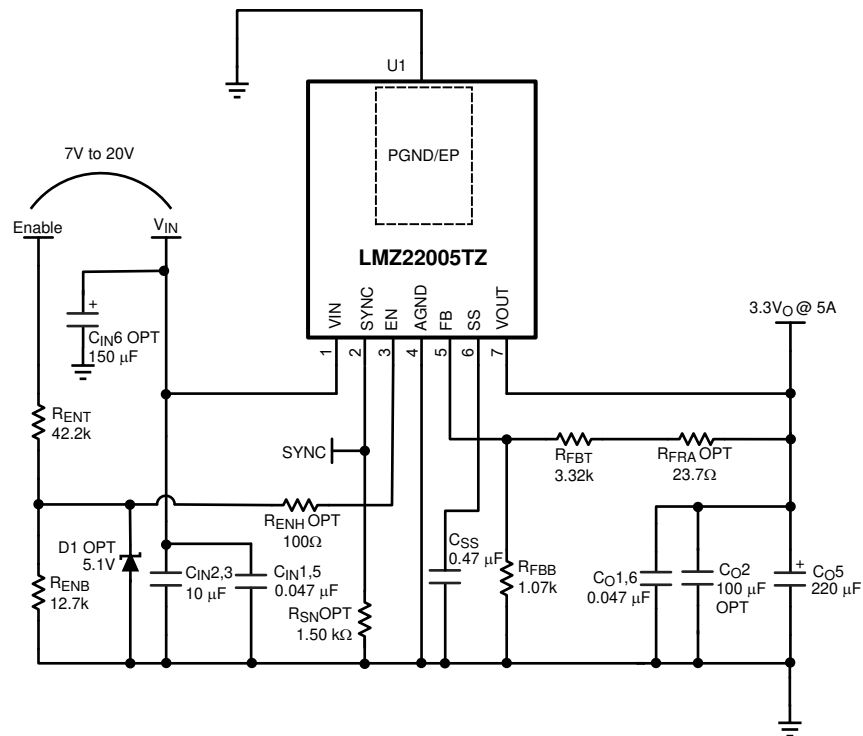 U1
PGND/EP
7V to 20V
Enable
VIN
LMZ22005TZ
VIN
SYNC
EN
AGND
FB
SS
VOUT
1
2
3
4
5
6
7
3.3VO @ 5A
+
CIN6 OPT
150 μF
RENT
42.2k
SYNC
RFBT
3.32k
RFRA OPT
23.7Ω
RENH OPT
100Ω
D1 OPT
5.1V
RENB
12.7k
CIN2,3
10 μF
CIN1,5
0.047 μF
RSNOPT
1.50 kΩ
CSS
0.47 μF
RFBB
1.07k
CO1,6
0.047 μF
CO2
100 μF
OPT
+
CO5
220 μF